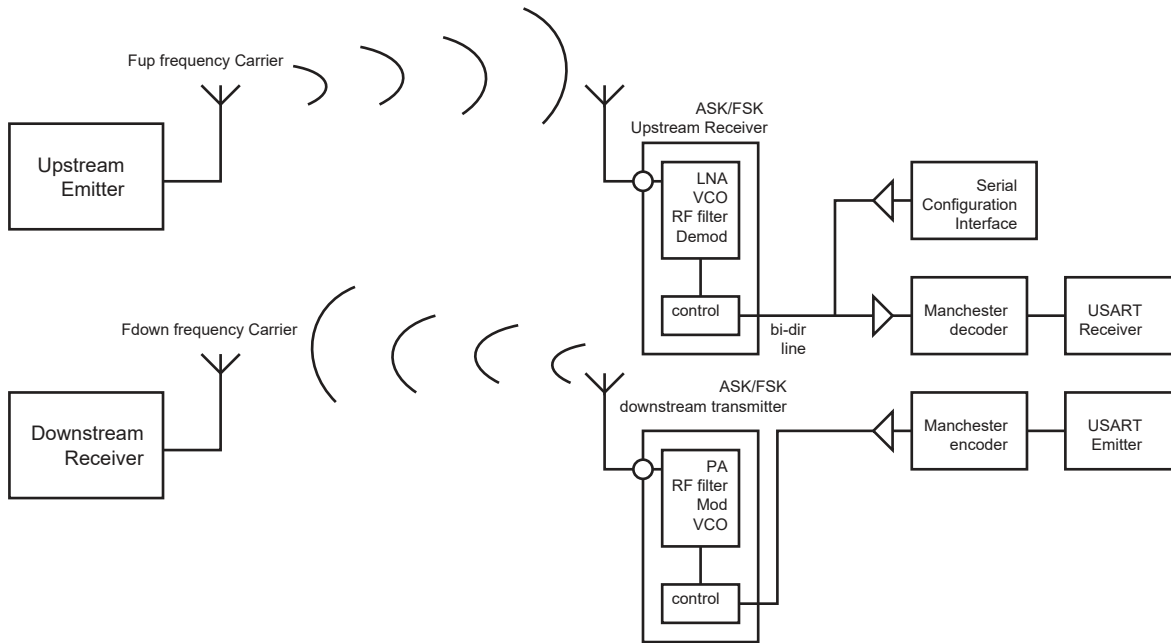 Fup frequency Carrier
Upstream
Emitter
ASK/FSK
Upstream Receiver
LNA
VCO
RF filter
Demod
control
bi-dir
line
Serial
Configuration
Interface
Manchester
decoder
USART
Receiver
Fdown frequency Carrier
Downstream
Receiver
ASK/FSK
downstream transmitter
PA
RF filter
Mod
VCO
control
Manchester
encoder
USART
Emitter